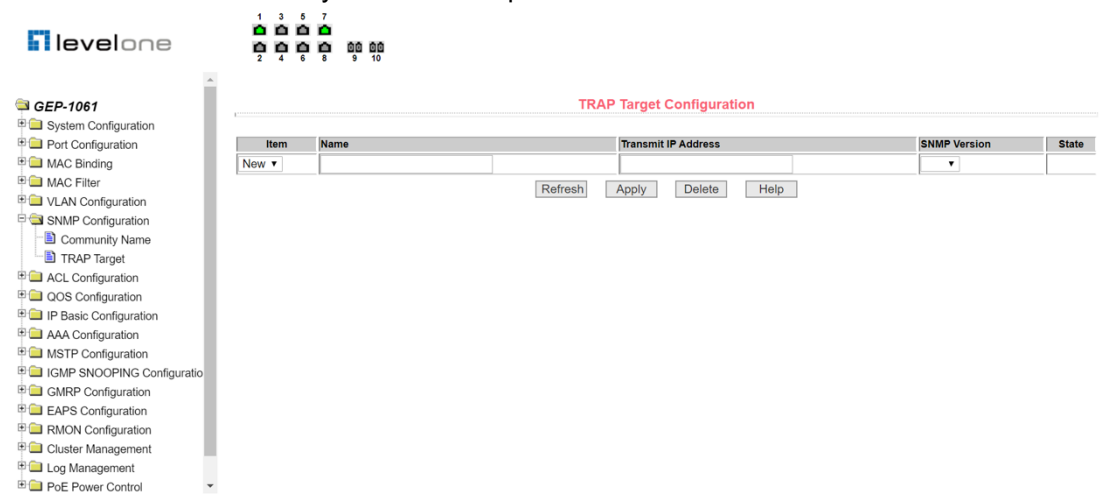 1 3 5 7
levelone
2 4 6 8 9 10
GEP-1061
TRAP Target Configuration
System Configuration
Port Configuration
Item Name Transmit IP Address SNMP Version State
MAC Binding
New
MAC Filter
Refresh Apply Delete Help
VLAN Configuration
SNMP Configuration
Community Name
TRAP Target
ACL Configuration
QOS Configuration
IP Basic Configuration
AAA Configuration
MSTP Configuration
IGMP SNOOPING Configuratio
GMRP Configuration
EAPS Configuration
RMON Configuration
Cluster Management
Log Management
PoE Power Control